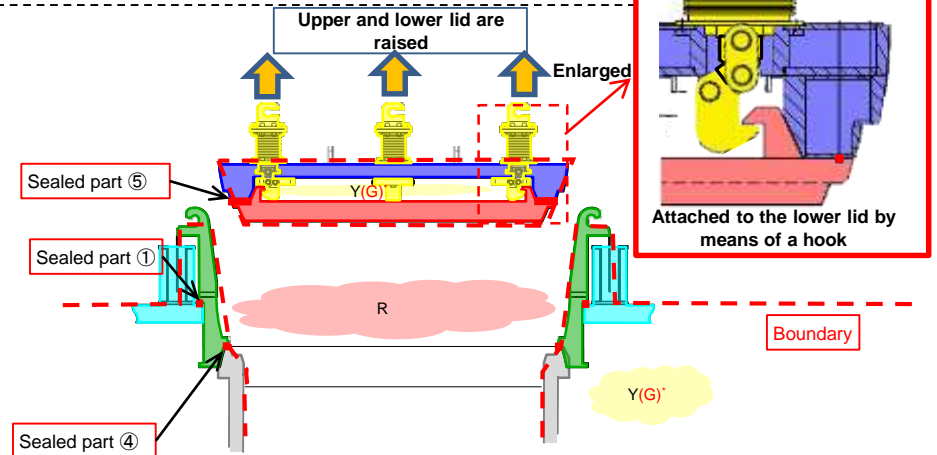 Upper and lower lid are
raised
Enlarged
Attached to the lower lid by
means of a hook
Sealed part ⑤
Y(G)
Sealed part ①
R
Boundary
Y(G)*
Sealed part ④